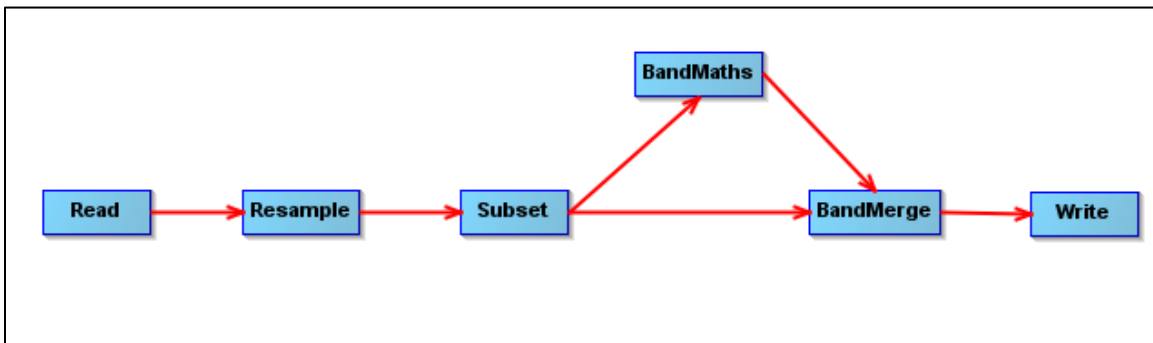 BandMaths
Read
Resample
Subset
BandMerge
Write